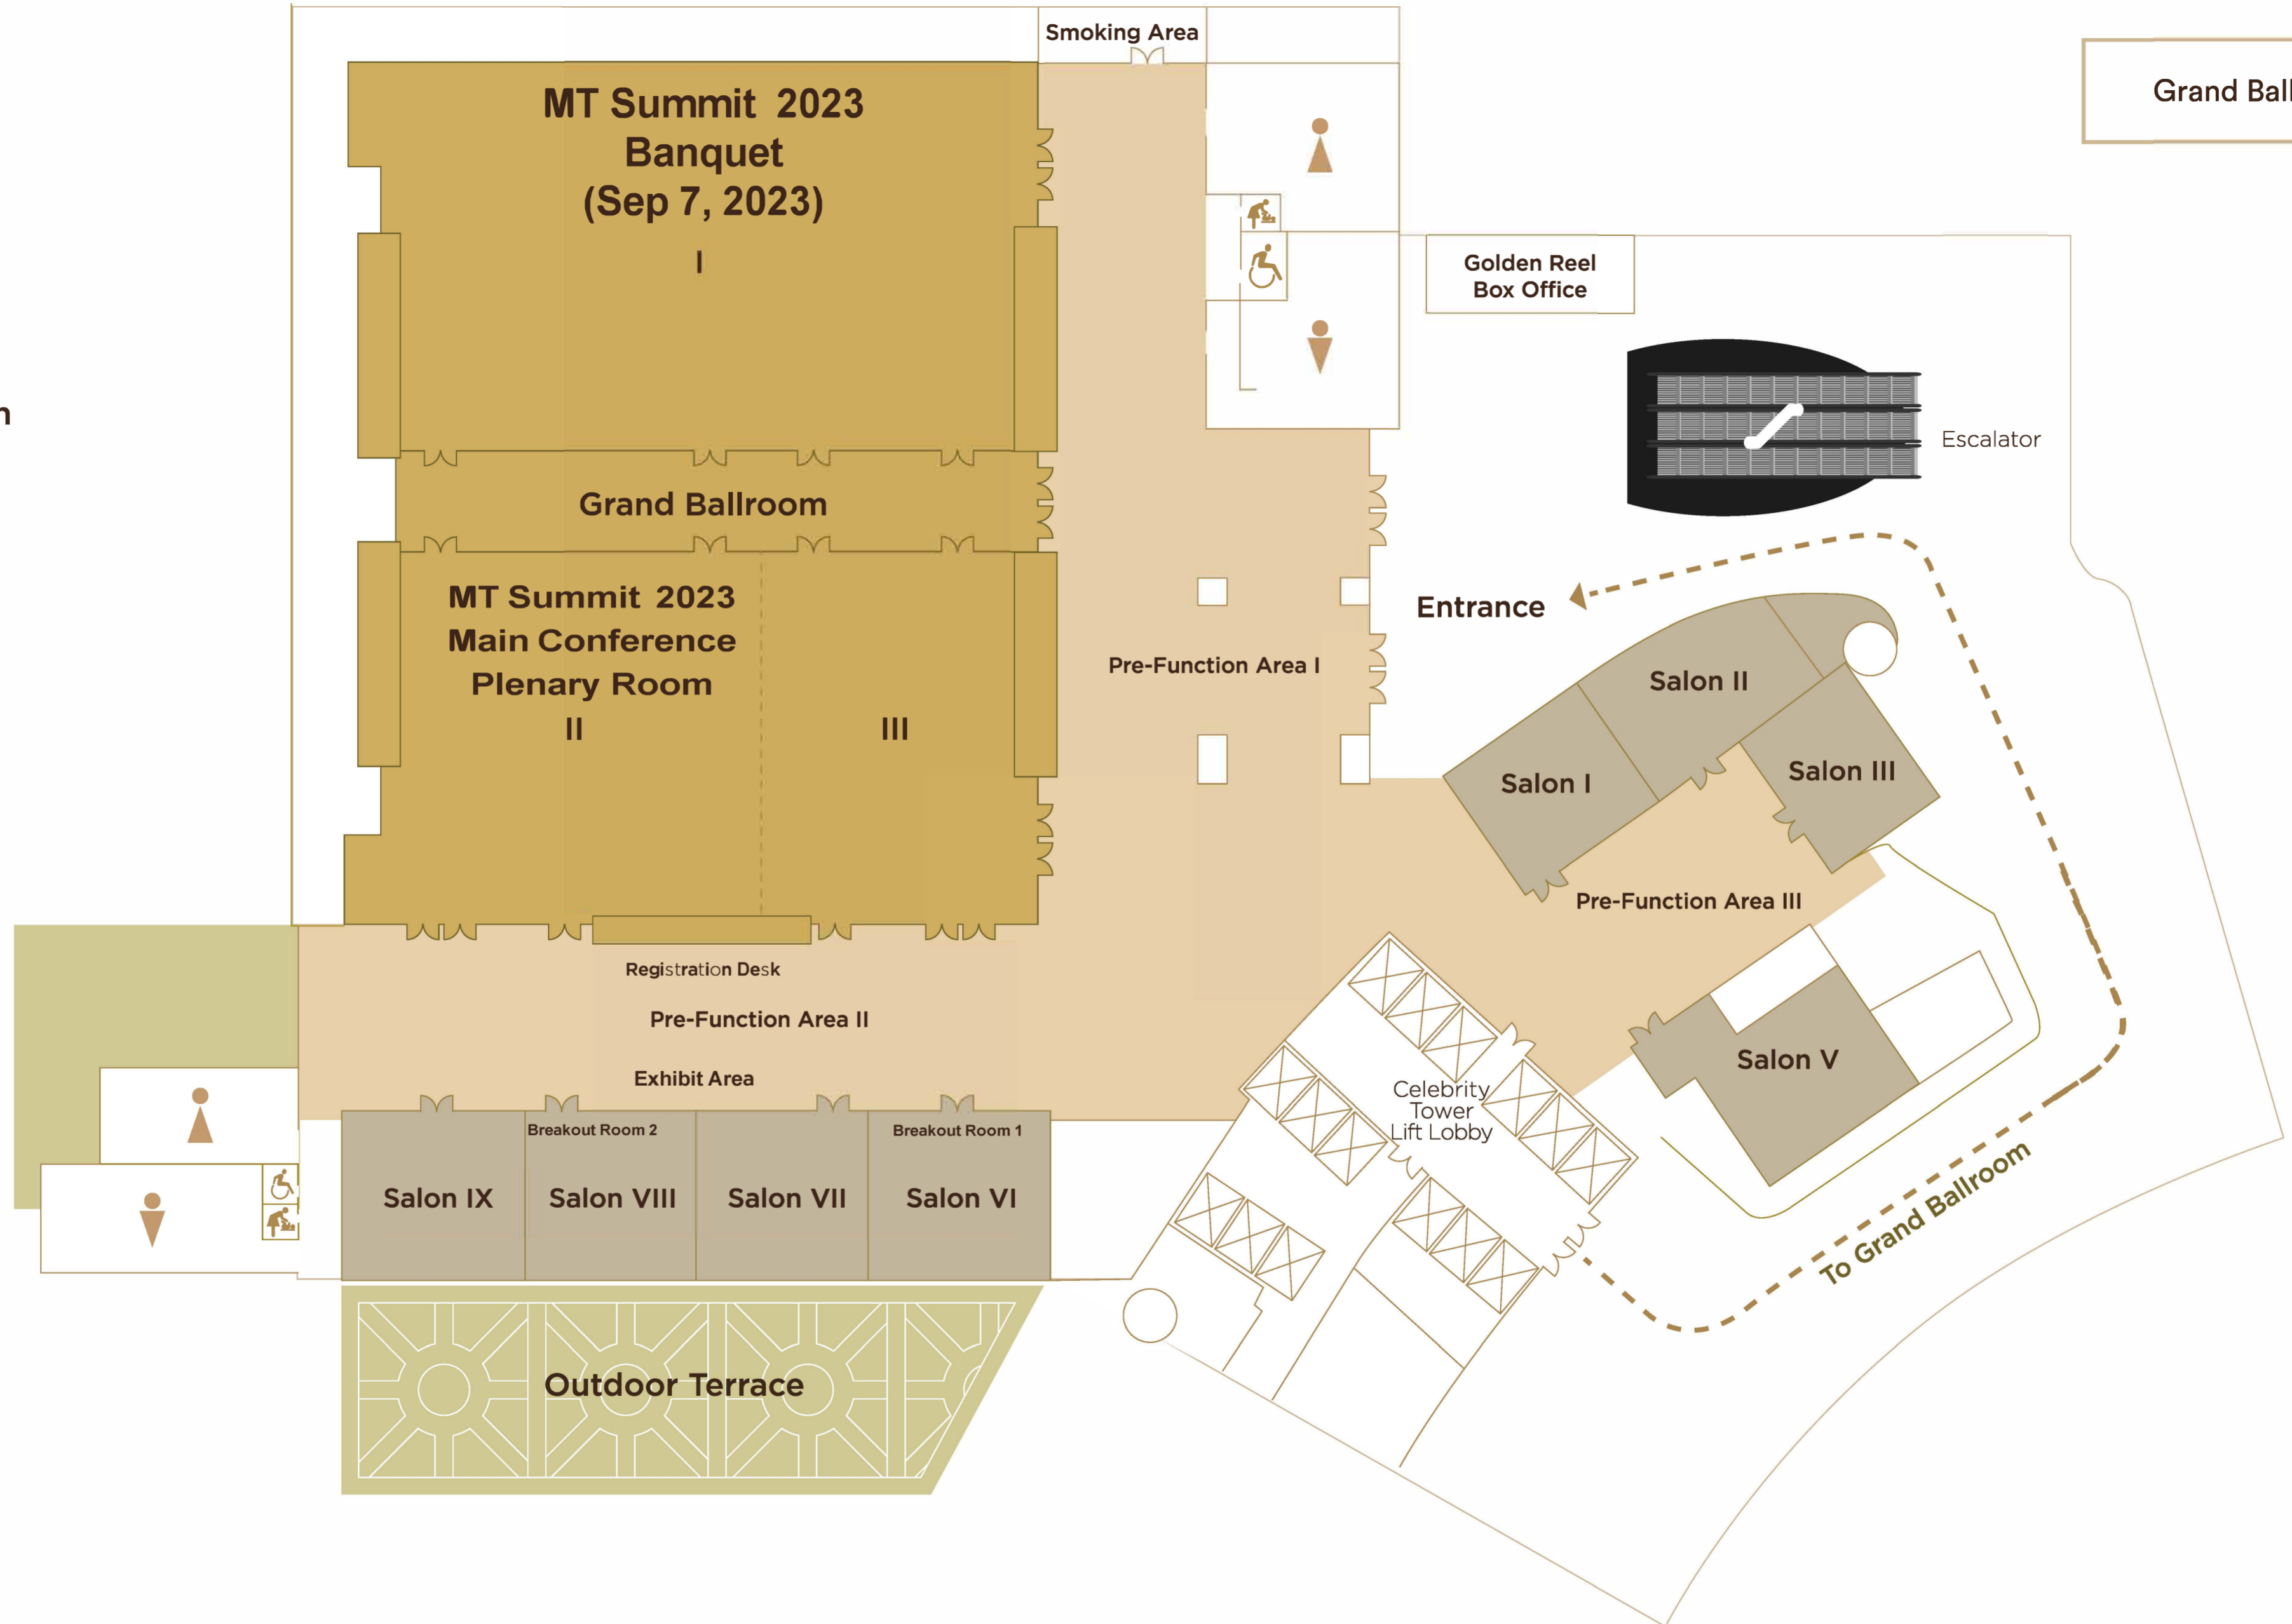 Smoking Area
Grand Ball
MT Summit 2023
Banquet
(Sep 7, 2023)
I
Golden Reel
Box Office
n
Escalator
Grand Ballroom
MT Summit 2023
Main Conference
Plenary Room
II
III
Entrance
Pre-Function Area I
Salon II
Salon I
Salon III
Pre-Function Area III
Registration Desk
Pre-Function Area II
Exhibit Area
Salon V
Celebrity
Tower
Lift Lobby
Breakout Room 2
Breakout Room 1
Salon IX
Salon VIII
Salon VII
Salon VI
To Grand Ballroom
Outdoor Terrace